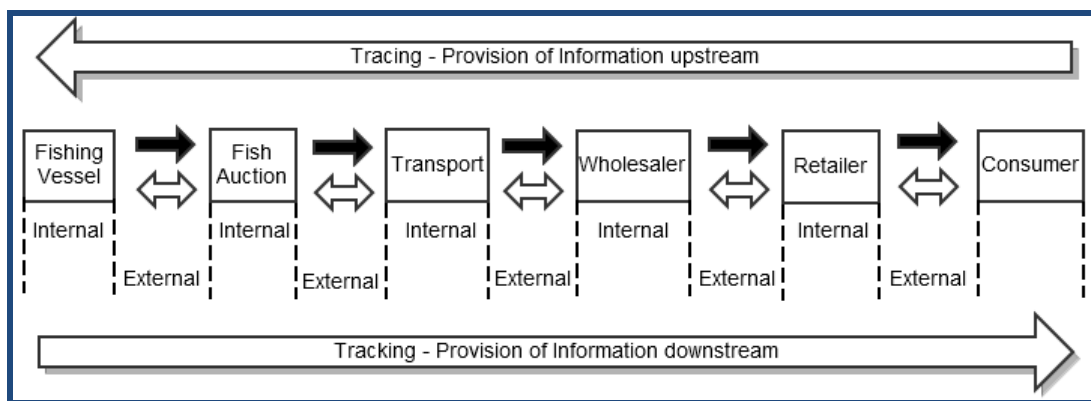 Tracing - Provision of Information upstream
Fishing
Vessel
Fish
Auction
Transport
Wholesaler
Retailer
Consumer
Internal
Internal
Internal
Internal
Internal
External
External
External
External
External
Tracking - Provision of Information downstream